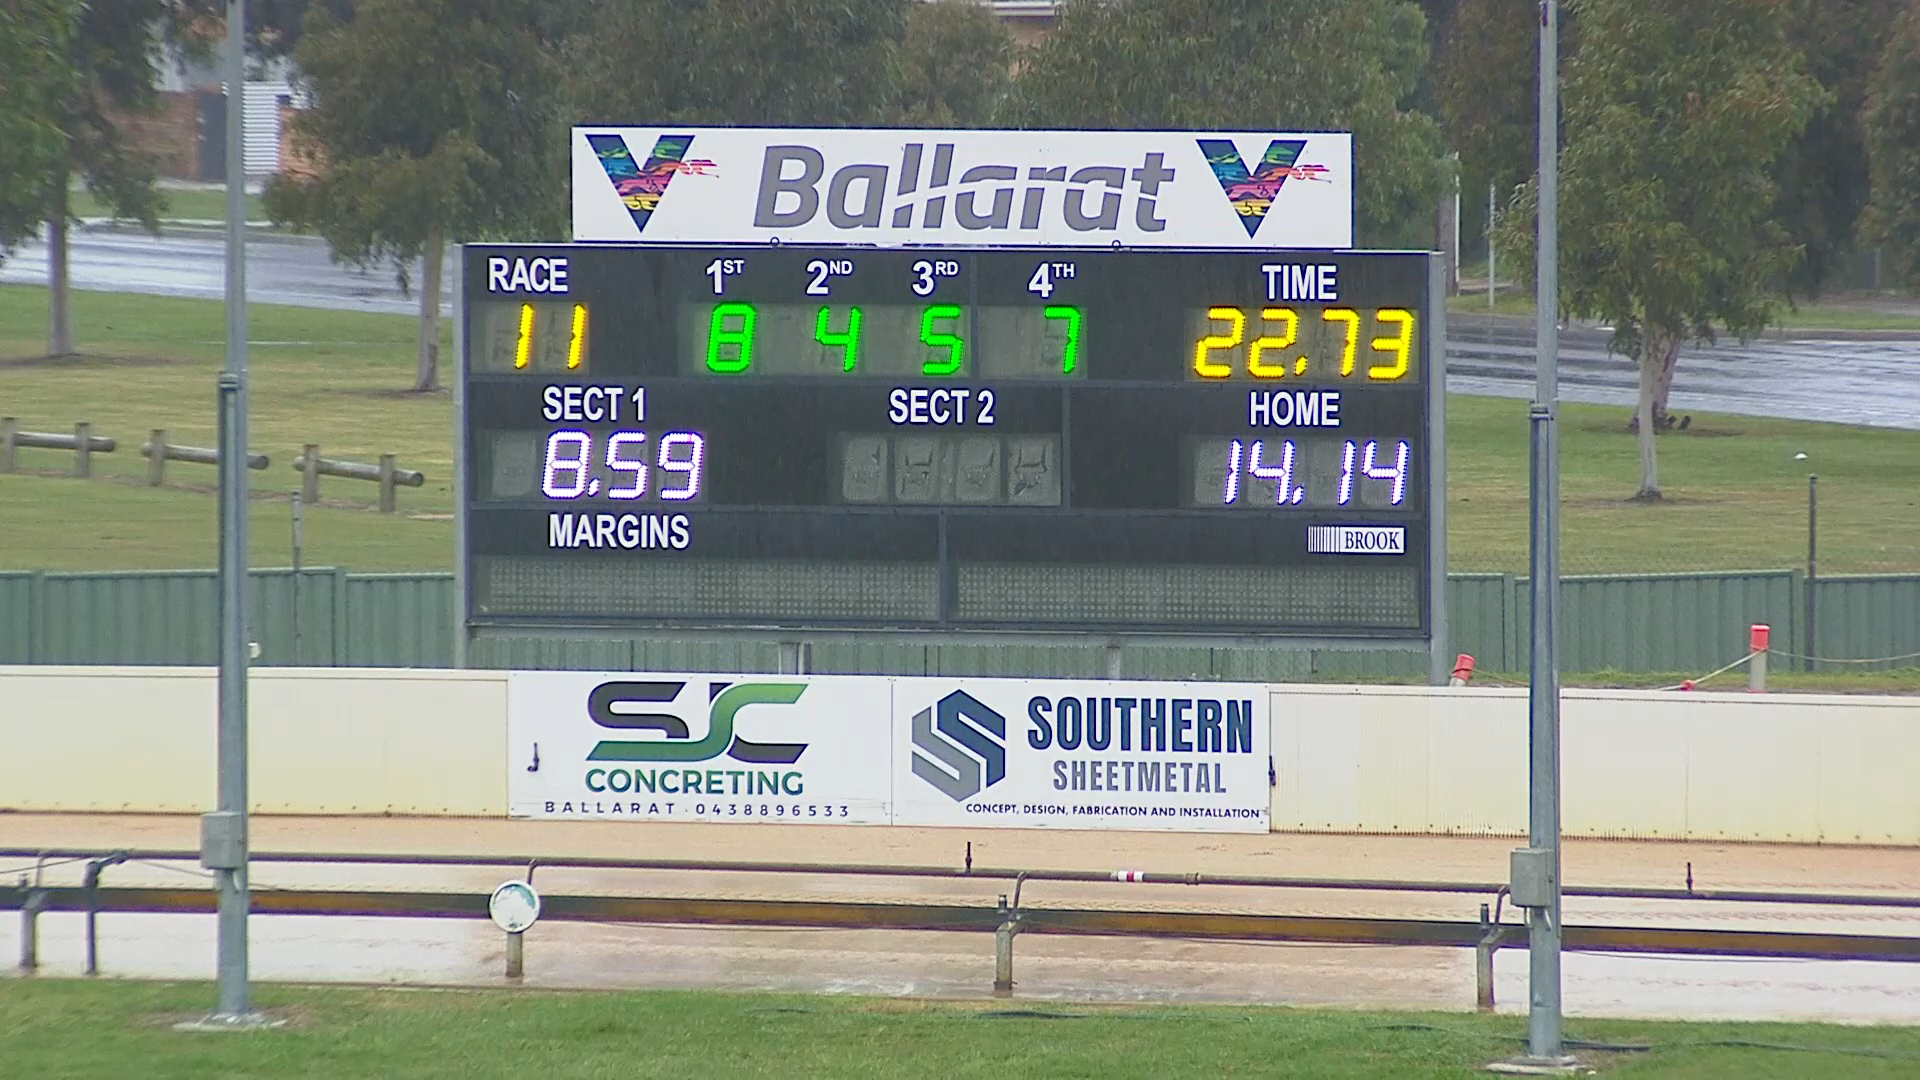 Ballarat
RACE 1ST 2ND 3RD 4TH TIME
11 8 4 5 7 22.73
SECT 1 SECT 2 HOME
8.59 14.14
MARGINS
BROOK
SJC
CONCRETING
BALLARAT · 0438896533
SOUTHERN
SHEETMETAL
CONCEPT, DESIGN, FABRICATION AND INSTALLATION